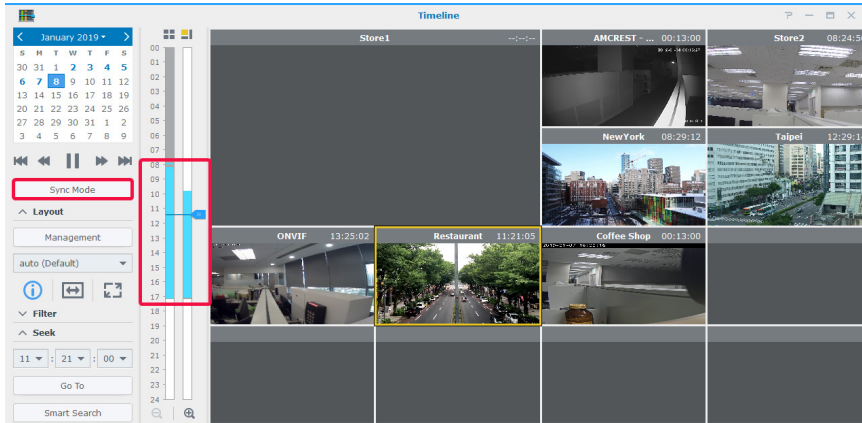 Timeline
January 2019
S M T W T F S
30 31 1 2 3 4 5
6 7 8 9 10 11 12
13 14 15 16 17 18 19
20 21 22 23 24 25 26
27 28 29 30 31 1 2
3 4 5 6 7 8 9
Sync Mode
Layout
Management
auto (Default)
Filter
Seek
11 : 21 : 00
Go To
Smart Search
00
01
02
03
04
05
06
07
08
09
10
11
12
13
14
15
16
17
18
19
20
21
22
23
24
Store1 --:--:--
AMCREST - ... 00:13:00
Store2 08:24:5
NewYork 08:29:12
Taipei 12:29:1
ONVIF 13:25:02
Restaurant 11:21:05
Coffee Shop 00:13:00